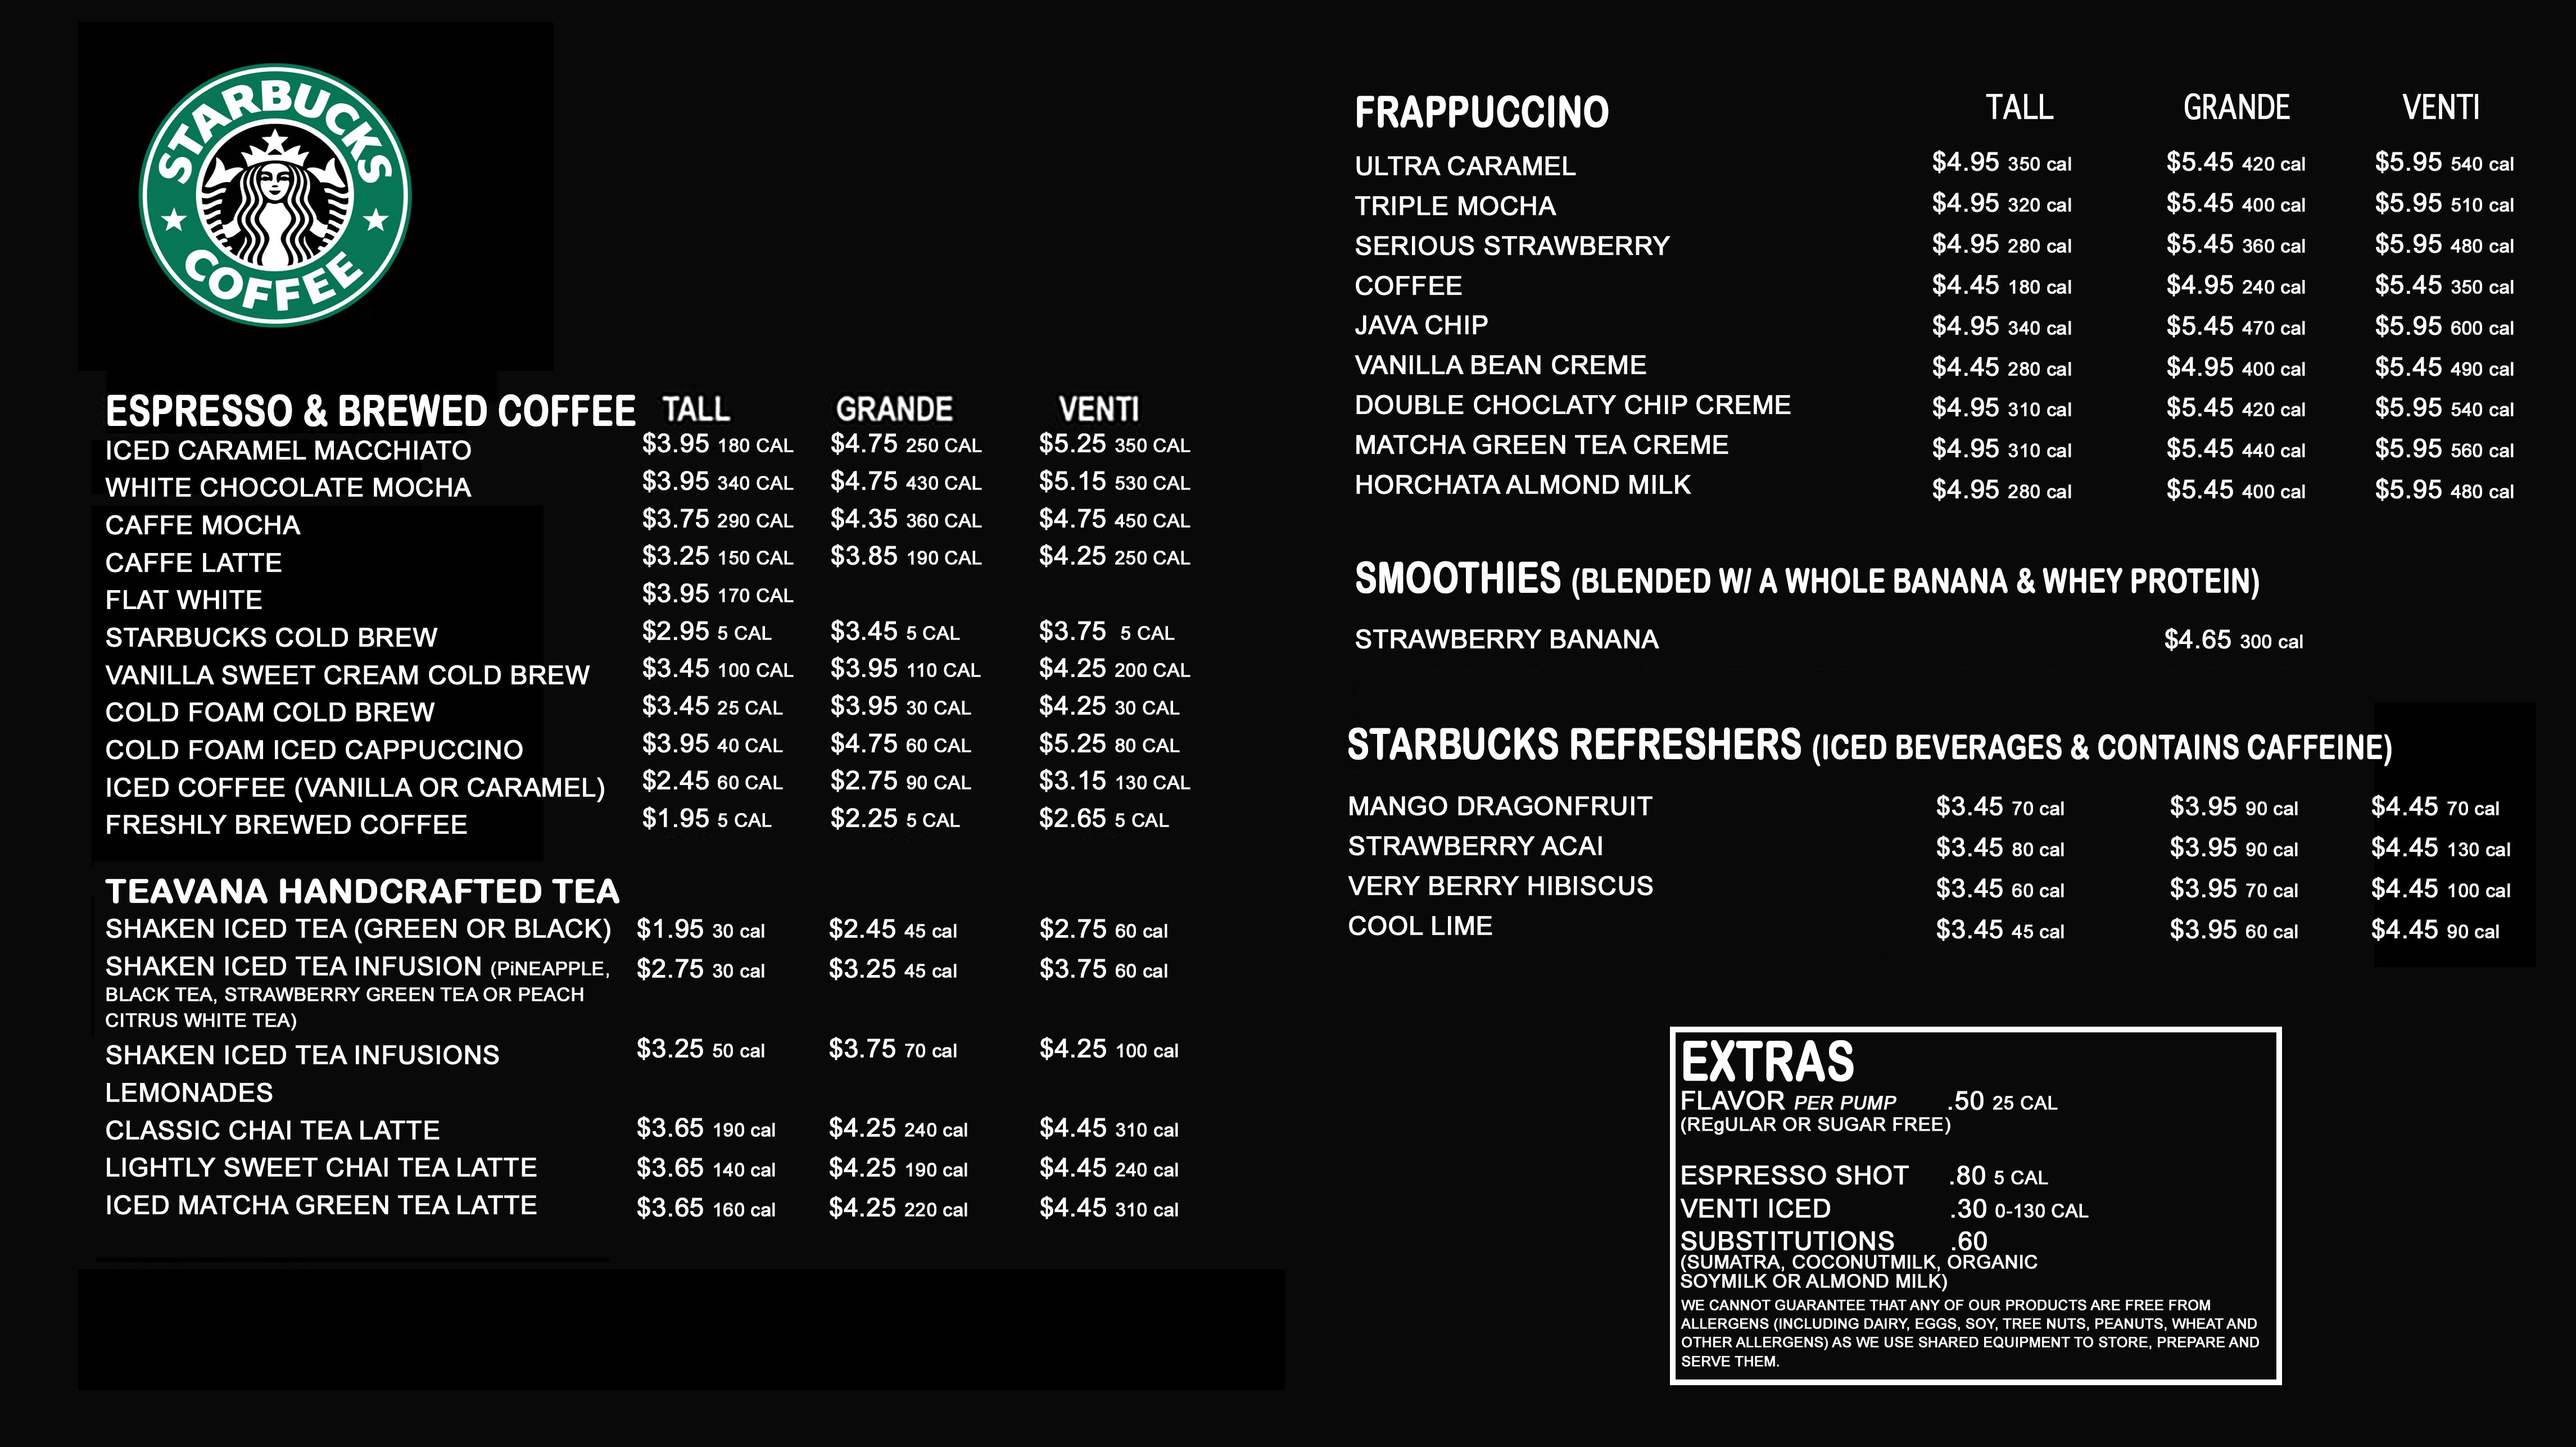 STARBUCKS
COFFEE
ESPRESSO & BREWED COFFEE TALL GRANDE VENTI
ICED CARAMEL MACCHIATO $3.95 180 CAL $4.75 250 CAL $5.25 350 CAL
WHITE CHOCOLATE MOCHA $3.95 340 CAL $4.75 430 CAL $5.15 530 CAL
CAFFE MOCHA $3.75 290 CAL $4.35 360 CAL $4.75 450 CAL
CAFFE LATTE $3.25 150 CAL $3.85 190 CAL $4.25 250 CAL
FLAT WHITE $3.95 170 CAL
STARBUCKS COLD BREW $2.95 5 CAL $3.45 5 CAL $3.75 5 CAL
VANILLA SWEET CREAM COLD BREW $3.45 100 CAL $3.95 110 CAL $4.25 200 CAL
COLD FOAM COLD BREW $3.45 25 CAL $3.95 30 CAL $4.25 30 CAL
COLD FOAM ICED CAPPUCCINO $3.95 40 CAL $4.75 60 CAL $5.25 80 CAL
ICED COFFEE (VANILLA OR CARAMEL) $2.45 60 CAL $2.75 90 CAL $3.15 130 CAL
FRESHLY BREWED COFFEE $1.95 5 CAL $2.25 5 CAL $2.65 5 CAL
TEAVANA HANDCRAFTED TEA
SHAKEN ICED TEA (GREEN OR BLACK) $1.95 30 cal $2.45 45 cal $2.75 60 cal
SHAKEN ICED TEA INFUSION (PiNEAPPLE, $2.75 30 cal $3.25 45 cal $3.75 60 cal
BLACK TEA, STRAWBERRY GREEN TEA OR PEACH
CITRUS WHITE TEA)
SHAKEN ICED TEA INFUSIONS $3.25 50 cal $3.75 70 cal $4.25 100 cal
LEMONADES
CLASSIC CHAI TEA LATTE $3.65 190 cal $4.25 240 cal $4.45 310 cal
LIGHTLY SWEET CHAI TEA LATTE $3.65 140 cal $4.25 190 cal $4.45 240 cal
ICED MATCHA GREEN TEA LATTE $3.65 160 cal $4.25 220 cal $4.45 310 cal
FRAPPUCCINO TALL GRANDE VENTI
ULTRA CARAMEL $4.95 350 cal $5.45 420 cal $5.95 540 cal
TRIPLE MOCHA $4.95 320 cal $5.45 400 cal $5.95 510 cal
SERIOUS STRAWBERRY $4.95 280 cal $5.45 360 cal $5.95 480 cal
COFFEE $4.45 180 cal $4.95 240 cal $5.45 350 cal
JAVA CHIP $4.95 340 cal $5.45 470 cal $5.95 600 cal
VANILLA BEAN CREME $4.45 280 cal $4.95 400 cal $5.45 490 cal
DOUBLE CHOCLATY CHIP CREME $4.95 310 cal $5.45 420 cal $5.95 540 cal
MATCHA GREEN TEA CREME $4.95 310 cal $5.45 440 cal $5.95 560 cal
HORCHATA ALMOND MILK $4.95 280 cal $5.45 400 cal $5.95 480 cal
SMOOTHIES (BLENDED W/ A WHOLE BANANA & WHEY PROTEIN)
STRAWBERRY BANANA $4.65 300 cal
STARBUCKS REFRESHERS (ICED BEVERAGES & CONTAINS CAFFEINE)
MANGO DRAGONFRUIT $3.45 70 cal $3.95 90 cal $4.45 70 cal
STRAWBERRY ACAI $3.45 80 cal $3.95 90 cal $4.45 130 cal
VERY BERRY HIBISCUS $3.45 60 cal $3.95 70 cal $4.45 100 cal
COOL LIME $3.45 45 cal $3.95 60 cal $4.45 90 cal
EXTRAS
FLAVOR PER PUMP .50 25 CAL
(REgULAR OR SUGAR FREE)
ESPRESSO SHOT .80 5 CAL
VENTI ICED .30 0-130 CAL
SUBSTITUTIONS .60
(SUMATRA, COCONUTMILK, ORGANIC
SOYMILK OR ALMOND MILK)
WE CANNOT GUARANTEE THAT ANY OF OUR PRODUCTS ARE FREE FROM
ALLERGENS (INCLUDING DAIRY, EGGS, SOY, TREE NUTS, PEANUTS, WHEAT AND
OTHER ALLERGENS) AS WE USE SHARED EQUIPMENT TO STORE, PREPARE AND
SERVE THEM.